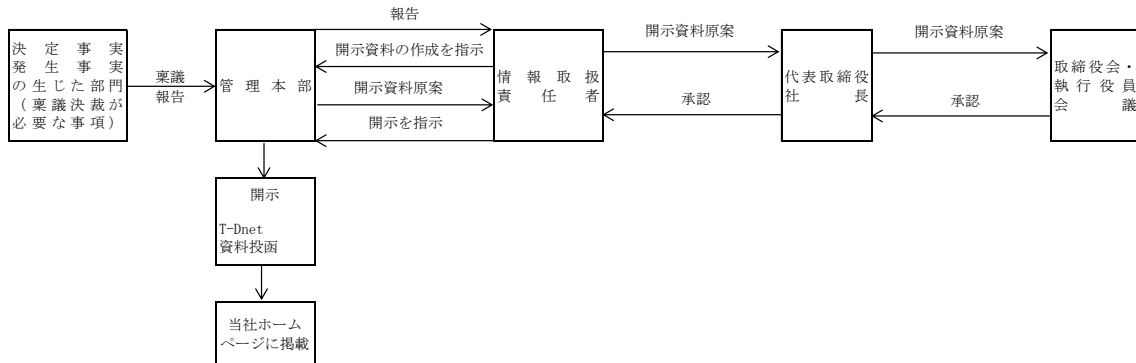 決定事実
発生事実
の生じた部門
(稟議決裁が
必要な事項)
稟議
報告
管理本部
報告
開示資料の作成を指示
開示資料原案
開示を指示
情報取扱
責任者
開示資料原案
承認
代表取締役
社長
開示資料原案
承認
取締役会・
執行役員
会議
開示
T-Dnet
資料投函
当社ホーム
ページに掲載